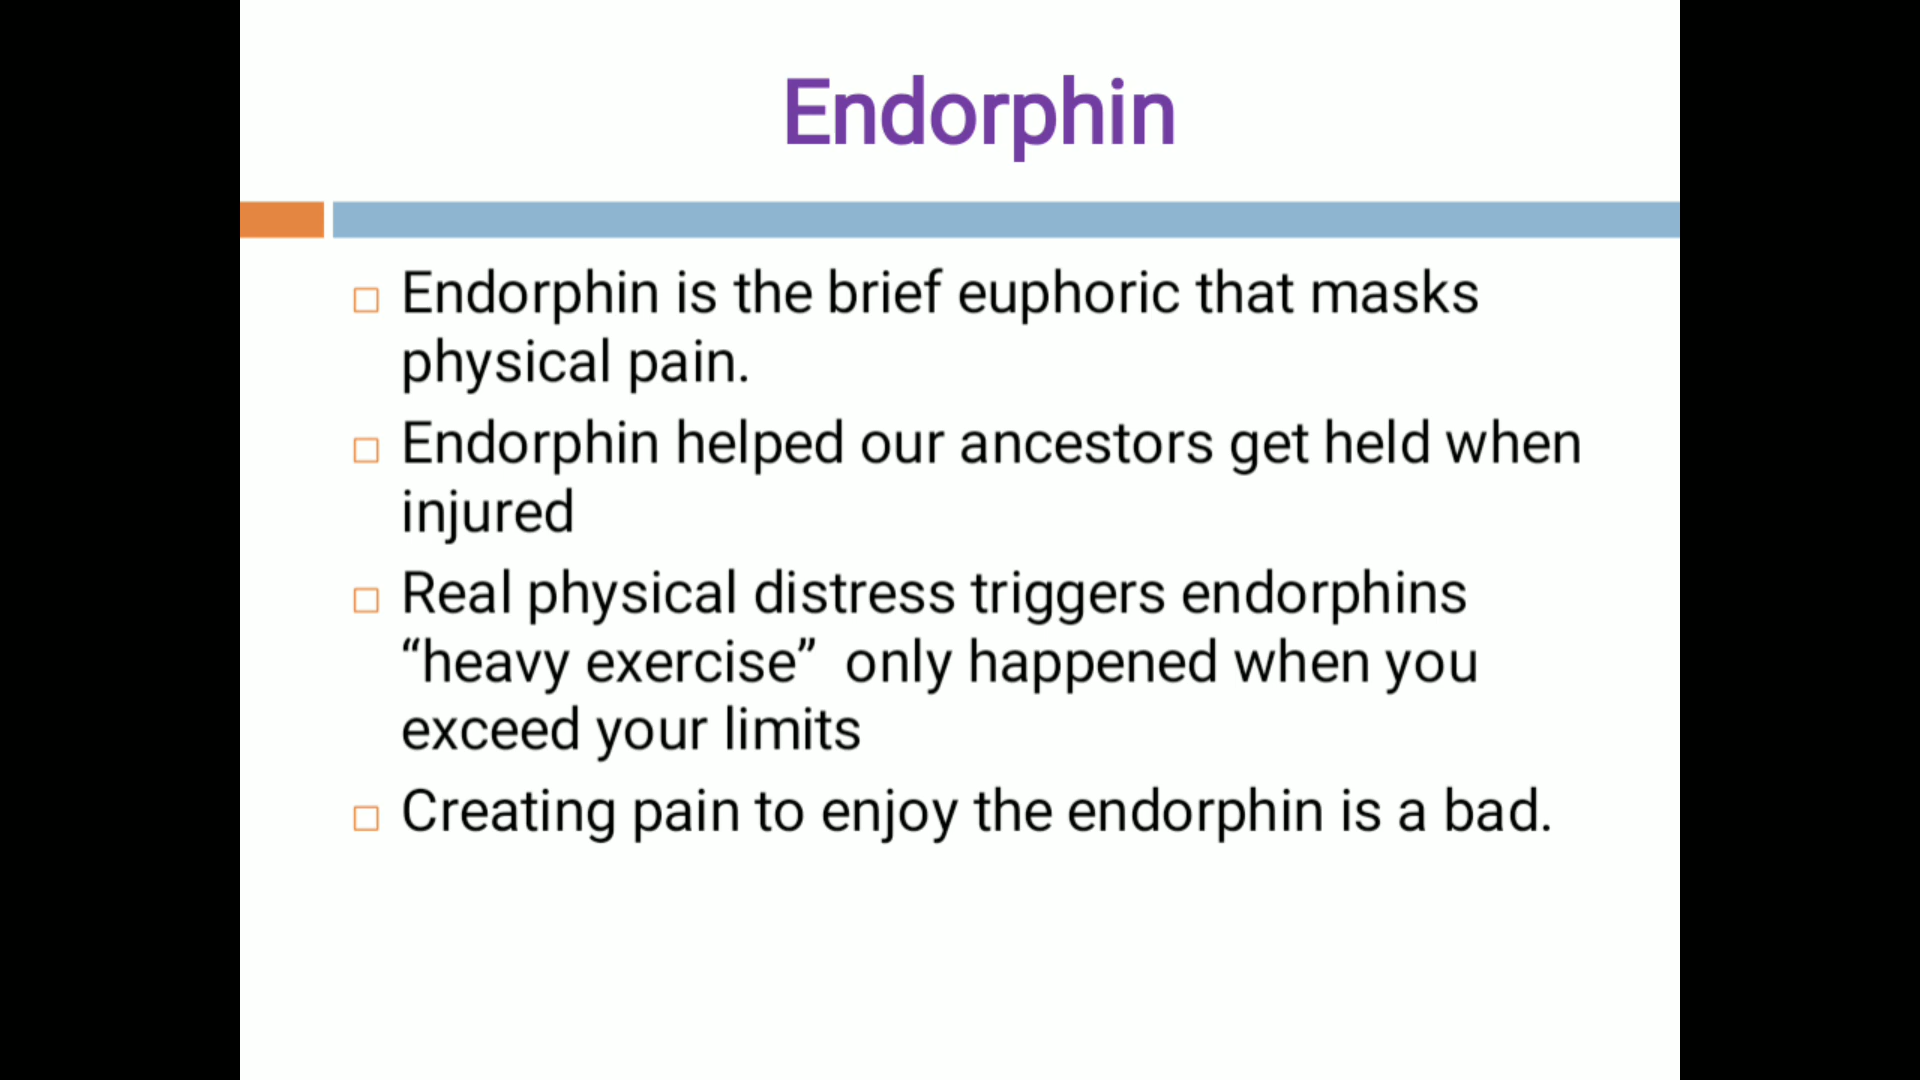 Endorphin
Endorphin is the brief euphoric that masks
physical pain.
Endorphin helped our ancestors get held when
injured
Real physical distress triggers endorphins
“heavy exercise”  only happened when you
exceed your limits
Creating pain to enjoy the endorphin is a bad.